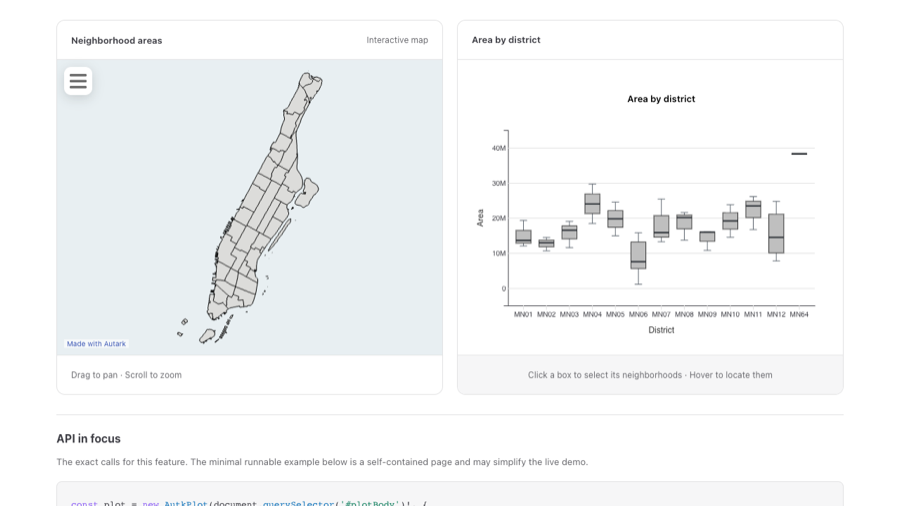 Neighborhood areas
Interactive map
Made with Autark
Drag to pan · Scroll to zoom
Area by district
Area by district
40M
30M
20M
10M
0
Area
MN01 MN02 MN03 MN04 MN05 MN06 MN07 MN08 MN09 MN10 MN11 MN12 MN64
District
Click a box to select its neighborhoods · Hover to locate them
API in focus
The exact calls for this feature. The minimal runnable example below is a self-contained page and may simplify the live demo.
const plot = new AutkPlot(document.querySelector('#plotBody')!, {